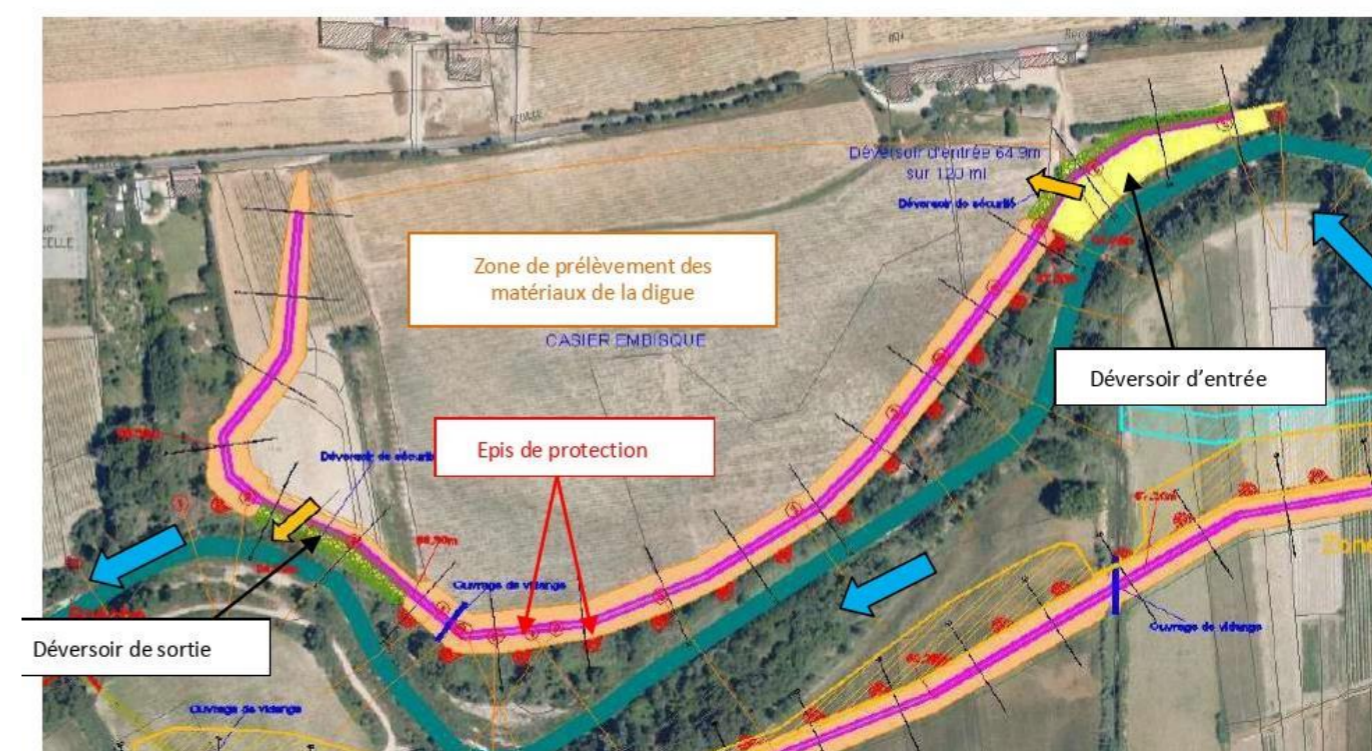 Déversoir d'entrée 64.9m
sur 120 ml
Déversoir de sécurité
Zone de prélèvement des
matériaux de la digue
CASIER EMBISQUE
Déversoir d'entrée
Epis de protection
Déversoir de sécurité
Ouvrage de vidange
Ouvrage de vidange
Déversoir de sortie
Ouvrage de vidange